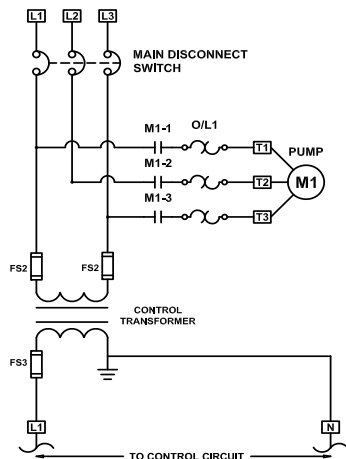 L1 L2 L3
MAIN DISCONNECT
SWITCH
M1-1 O/L1 T1 PUMP
M1-2 T2 M1
M1-3 T3
FS2 FS2
CONTROL
TRANSFORMER
FS3
L1 N
TO CONTROL CIRCUIT